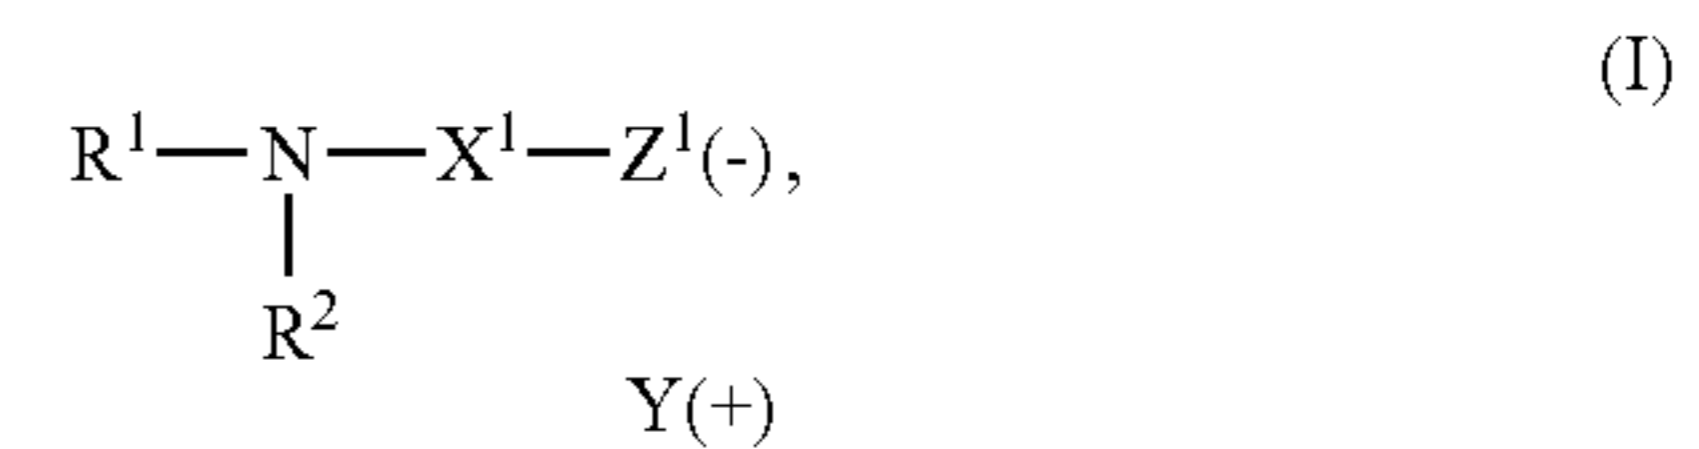 (I)
R¹—N—X¹—Z¹(-),
R²
Y(+)